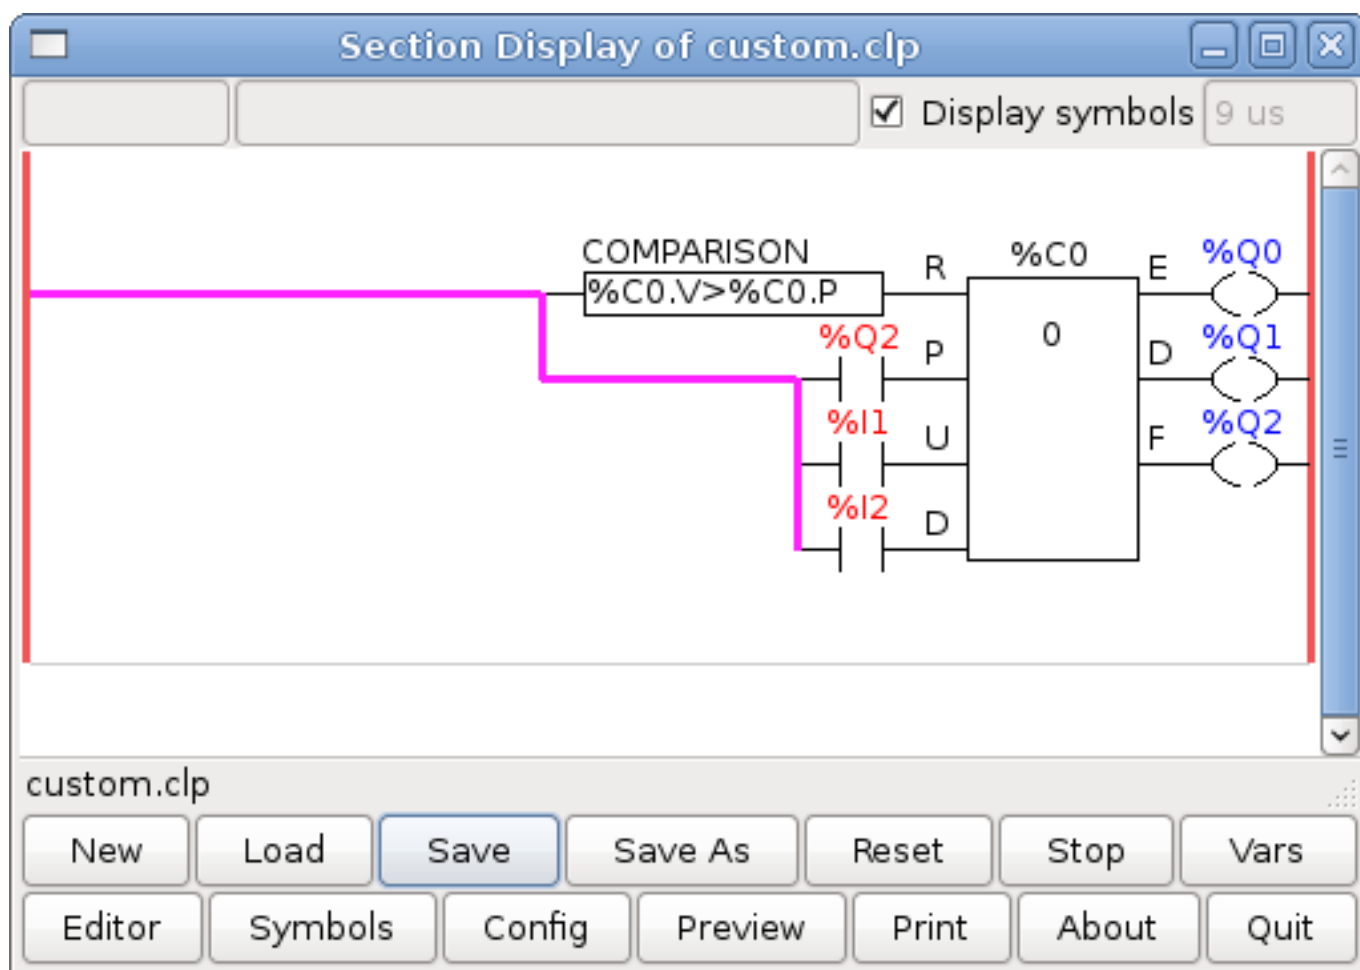 Section Display of custom.clp
Display symbols 9 us
COMPARISON
%C0.V>%C0.P
R %C0 E %Q0
0
%Q2 P D %Q1
%I1 U F %Q2
%I2 D
custom.clp
New Load Save Save As Reset Stop Vars
Editor Symbols Config Preview Print About Quit